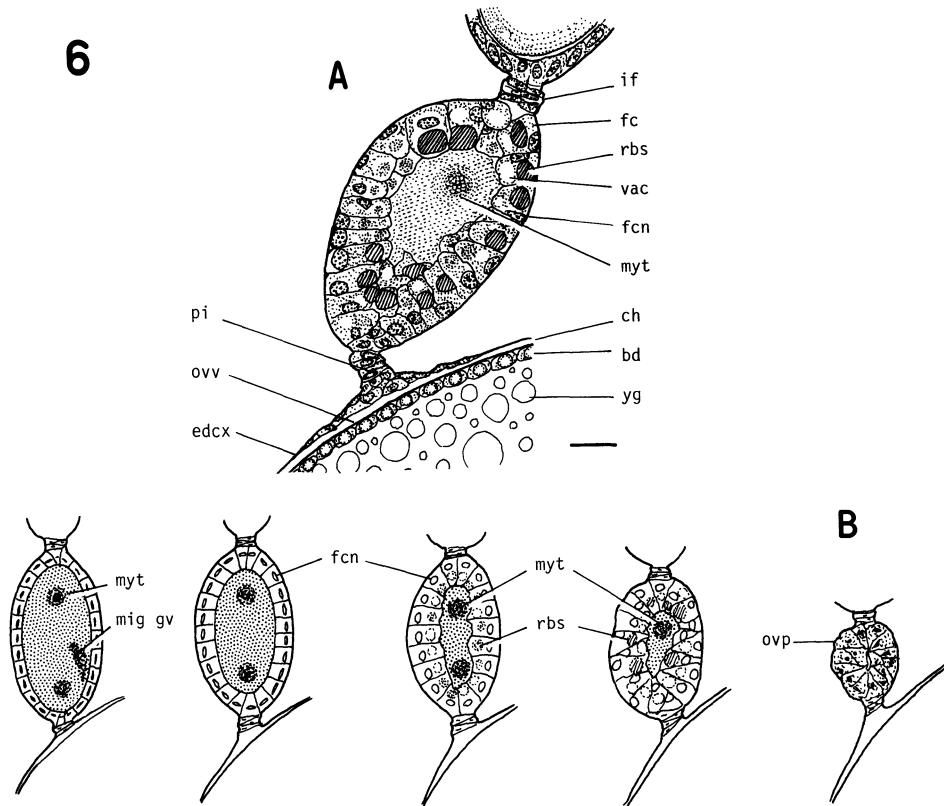 6
A
if
fc
rbs
vac
fcn
myt
pi
ch
ovv
bd
yg
edcx
B
fcn
myt
myt
mig gv
rbs
ovp